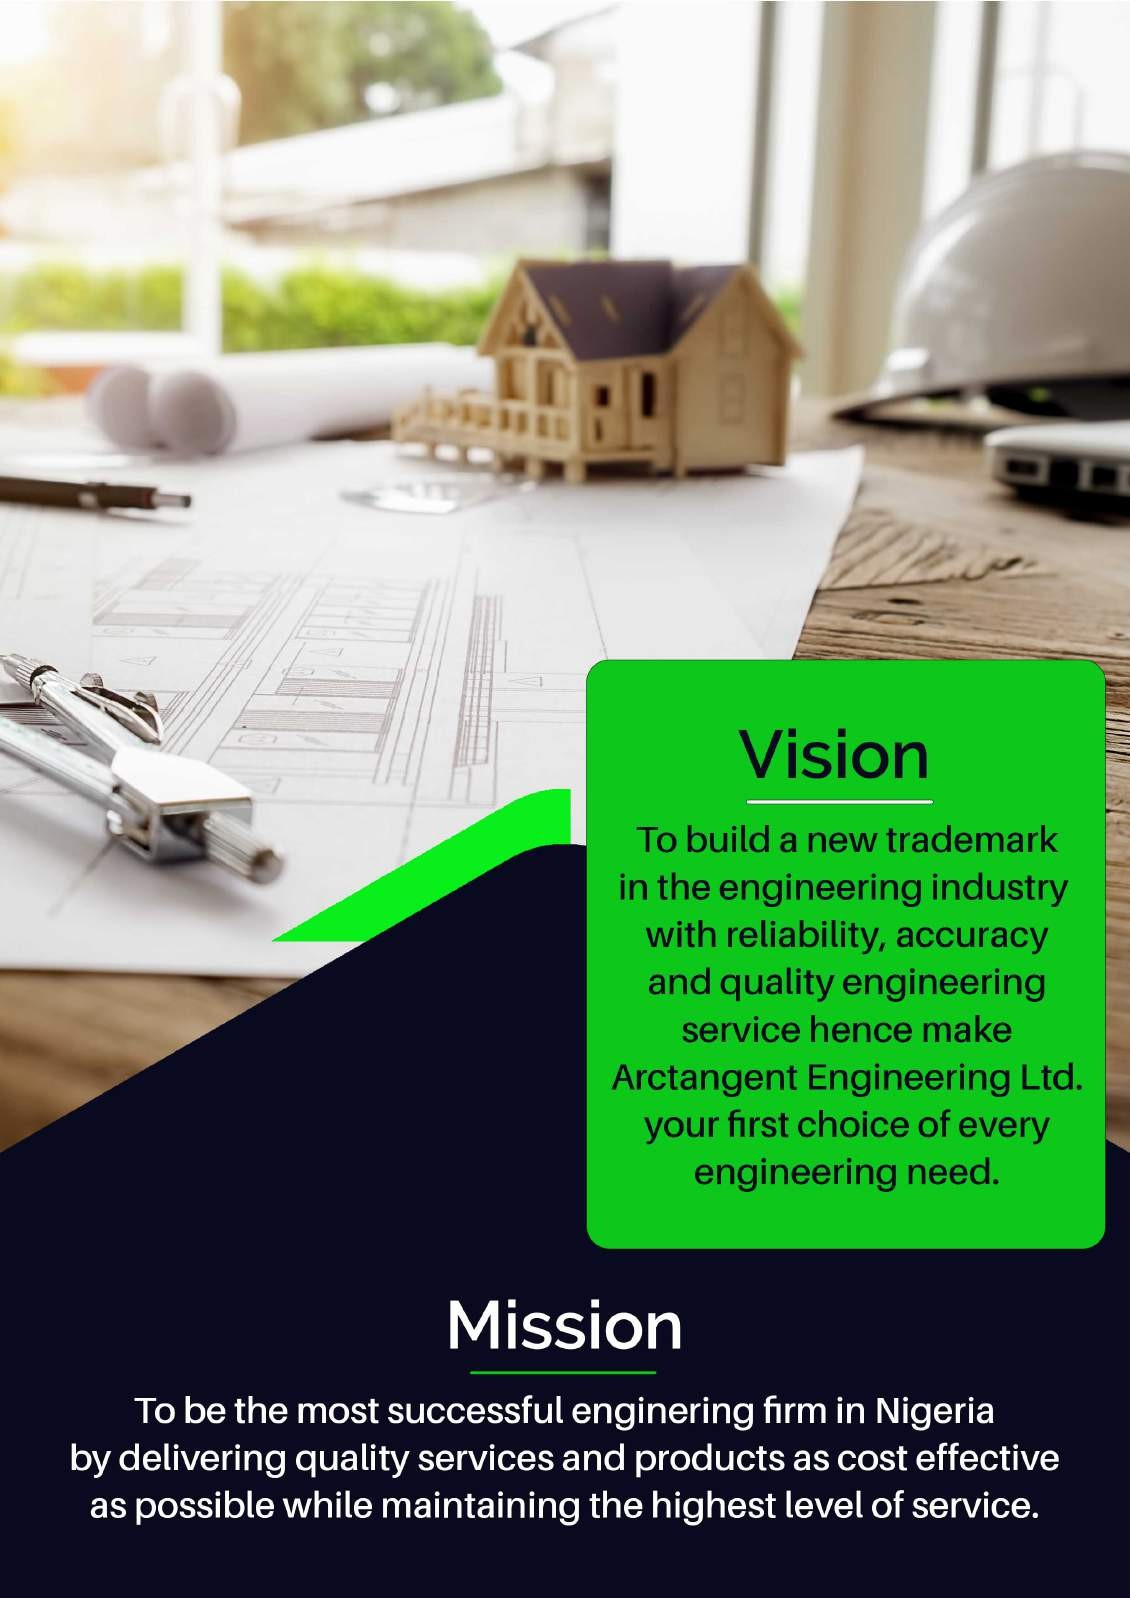 Vision
To build a new trademark
in the engineering industry
with reliability, accuracy
and quality engineering
service hence make
Arctangent Engineering Ltd.
your first choice of every
engineering need.
Mission
To be the most successful enginering firm in Nigeria
by delivering quality services and products as cost effective
as possible while maintaining the highest level of service.